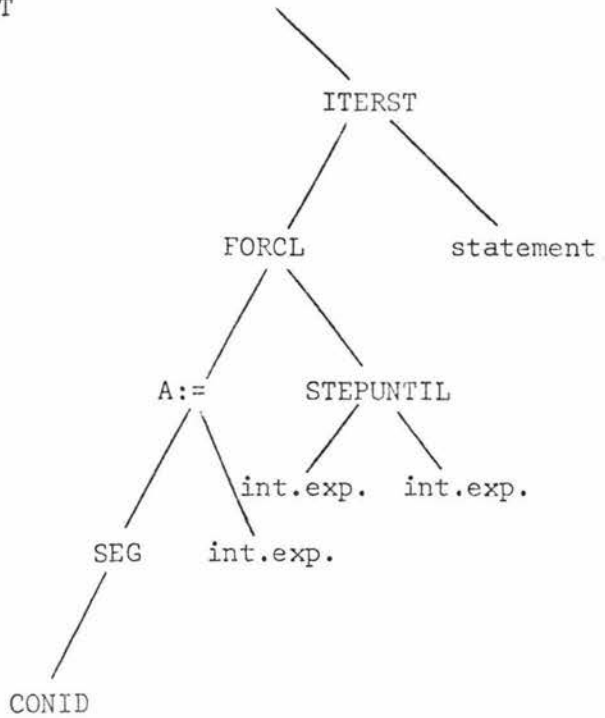 T
ITERST
FORCL statement
A:= STEPUNTIL
int.exp. int.exp.
SEG int.exp.
CONID